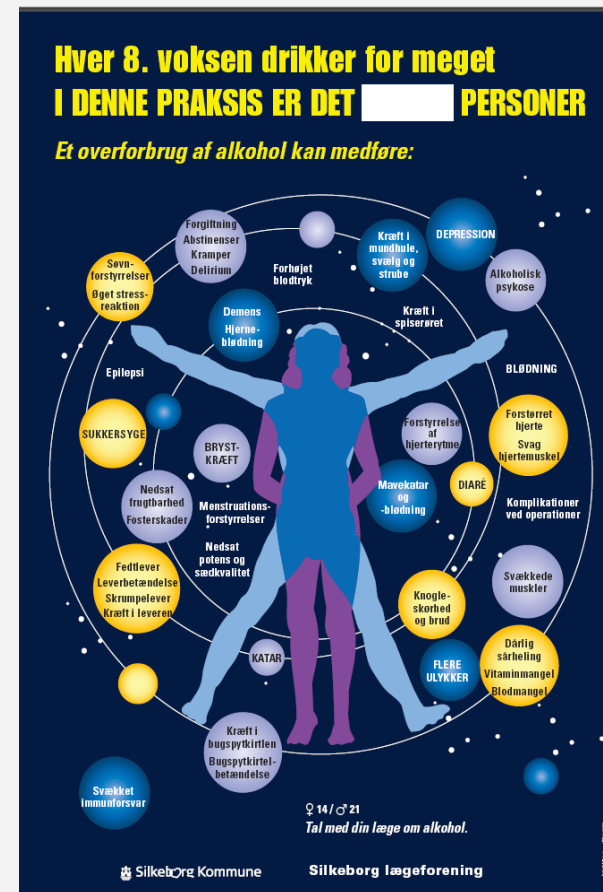 Hver 8. voksen drikker for meget
I DENNE PRAKSIS ER DET PERSONER
Et overforbrug af alkohol kan medføre:
Forgiftning
Abstinenser
Kramper
Delirium
Kræft i
mundhule,
svælg og
strube
DEPRESSION
Søvn-
forstyrrelser
Øget stress-
reaktion
Forhøjet
blodtryk
Alkoholisk
psykose
Demens
Hjerne-
blødning
Kræft i
spiserøret
Epilepsi
BLØDNING
SUKKERSYGE
BRYST-
KRÆFT
Forstyrrelse
af
hjerterytme
Forstørret
hjerte
Svag
hjertemuskel
Nedsat
frugtbarhed
Fosterskader
Menstruations-
forstyrrelser
Mavekatar
og
-blødning
DIARÉ
Komplikationer
ved operationer
Nedsat
potens og
sædkvalitet
Fedtlever
Leverbetændelse
Skrumpelever
Kræft i leveren
Svækkede
muskler
Knogle-
skørhed
og brud
KATAR
FLERE
ULYKKER
Dårlig
sårheling
Vitaminmangel
Blodmangel
Kræft i
bugspytkirtlen
Bugspytkirtel-
betændelse
Svækket
immunforsvar
♀ 14 / ♂ 21
Tal med din læge om alkohol.
Silkeborg Kommune Silkeborg lægeforening